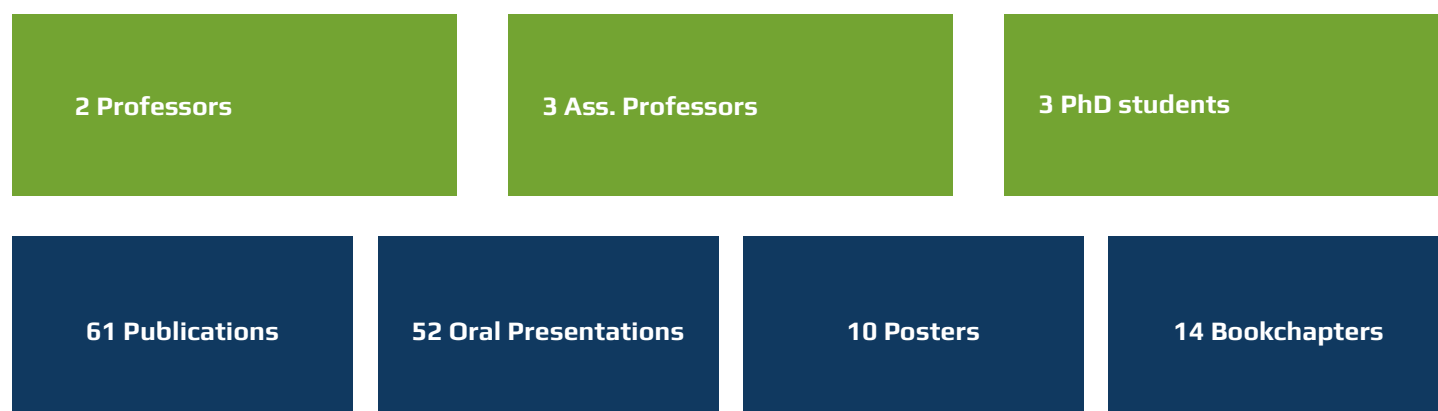 2 Professors
3 Ass. Professors
3 PhD students
61 Publications
52 Oral Presentations
10 Posters
14 Bookchapters